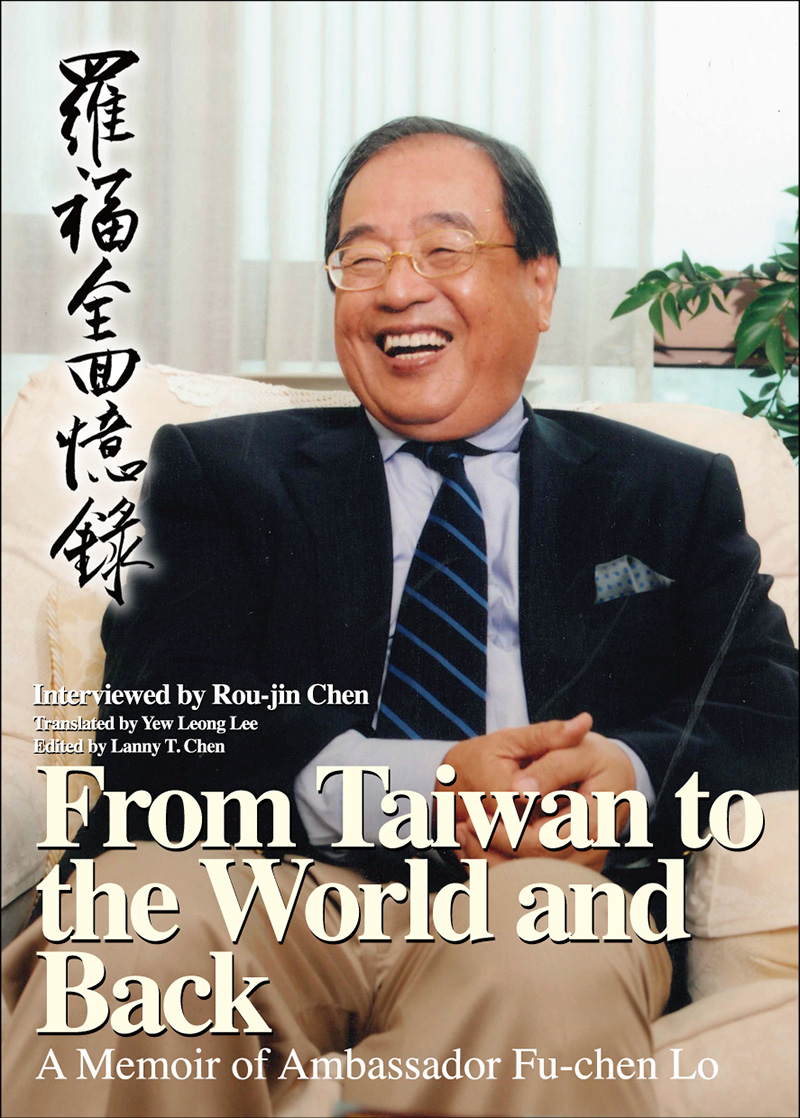 羅福全回憶錄
Interviewed by Rou-jin Chen
Translated by Yew Leong Lee
Edited by Lanny T. Chen
From Taiwan to
the World and
Back
A Memoir of Ambassador Fu-chen Lo